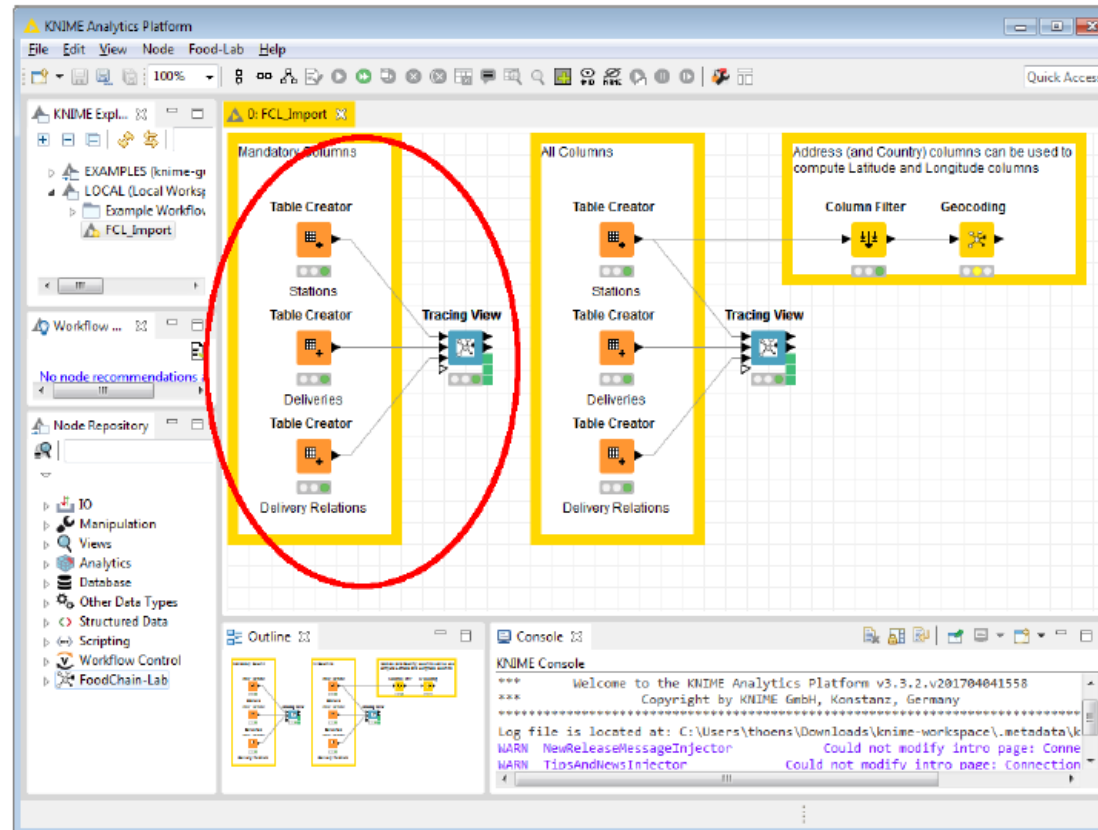 KNIME Analytics Platform
File Edit View Node Food-Lab Help
100%
Quick Access
KNIME Expl...
EXAMPLES (knime-gu
LOCAL (Local Worksp
Example Workflov
FCL_Import
Workflow ...
No node recommendations
Node Repository
IO
Manipulation
Views
Analytics
Database
Other Data Types
Structured Data
Scripting
Workflow Control
FoodChain-Lab
0: FCL_Import
Mandatory Columns
Table Creator
Stations
Table Creator
Tracing View
Deliveries
Table Creator
Delivery Relations
All Columns
Table Creator
Stations
Table Creator
Tracing View
Deliveries
Table Creator
Delivery Relations
Address (and Country) columns can be used to
compute Latitude and Longitude columns
Column Filter Geocoding
Outline
Console
KNIME Console
*** Welcome to the KNIME Analytics Platform v3.3.2.v201704041558
*** Copyright by KNIME GmbH, Konstanz, Germany
Log file is located at: C:\Users\thoens\Downloads\knime-workspace\.metadata\k
WARN NewReleaseMessageInjector Could not modify intro page: Conne
WARN TipsAndNewsInjector Could not modify intro page: Connection